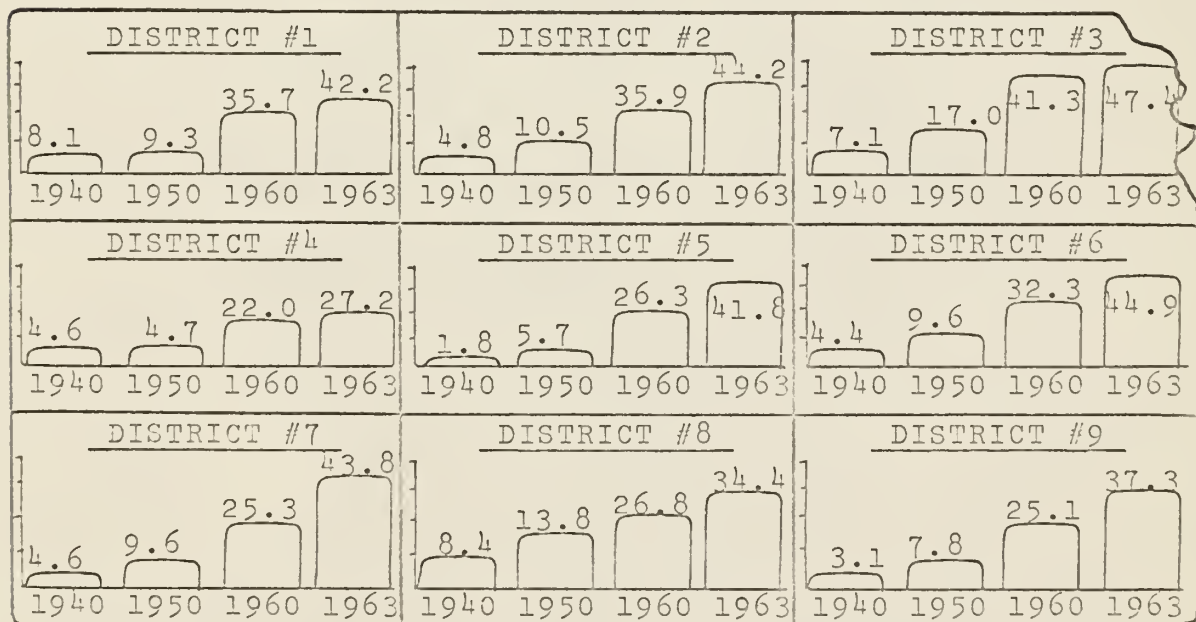 DISTRICT #1
8.1 9.3 35.7 42.2
1940 1950 1960 1963
DISTRICT #2
4.8 10.5 35.9 44.2
1940 1950 1960 1963
DISTRICT #3
7.1 17.0 41.3 47.4
1940 1950 1960 1963
DISTRICT #4
4.6 4.7 22.0 27.2
1940 1950 1960 1963
DISTRICT #5
1.8 5.7 26.3 41.8
1940 1950 1960 1963
DISTRICT #6
4.4 9.6 32.3 44.9
1940 1950 1960 1963
DISTRICT #7
4.6 9.6 25.3 43.8
1940 1950 1960 1963
DISTRICT #8
8.4 13.8 26.8 34.4
1940 1950 1960 1963
DISTRICT #9
3.1 7.8 25.1 37.3
1940 1950 1960 1963